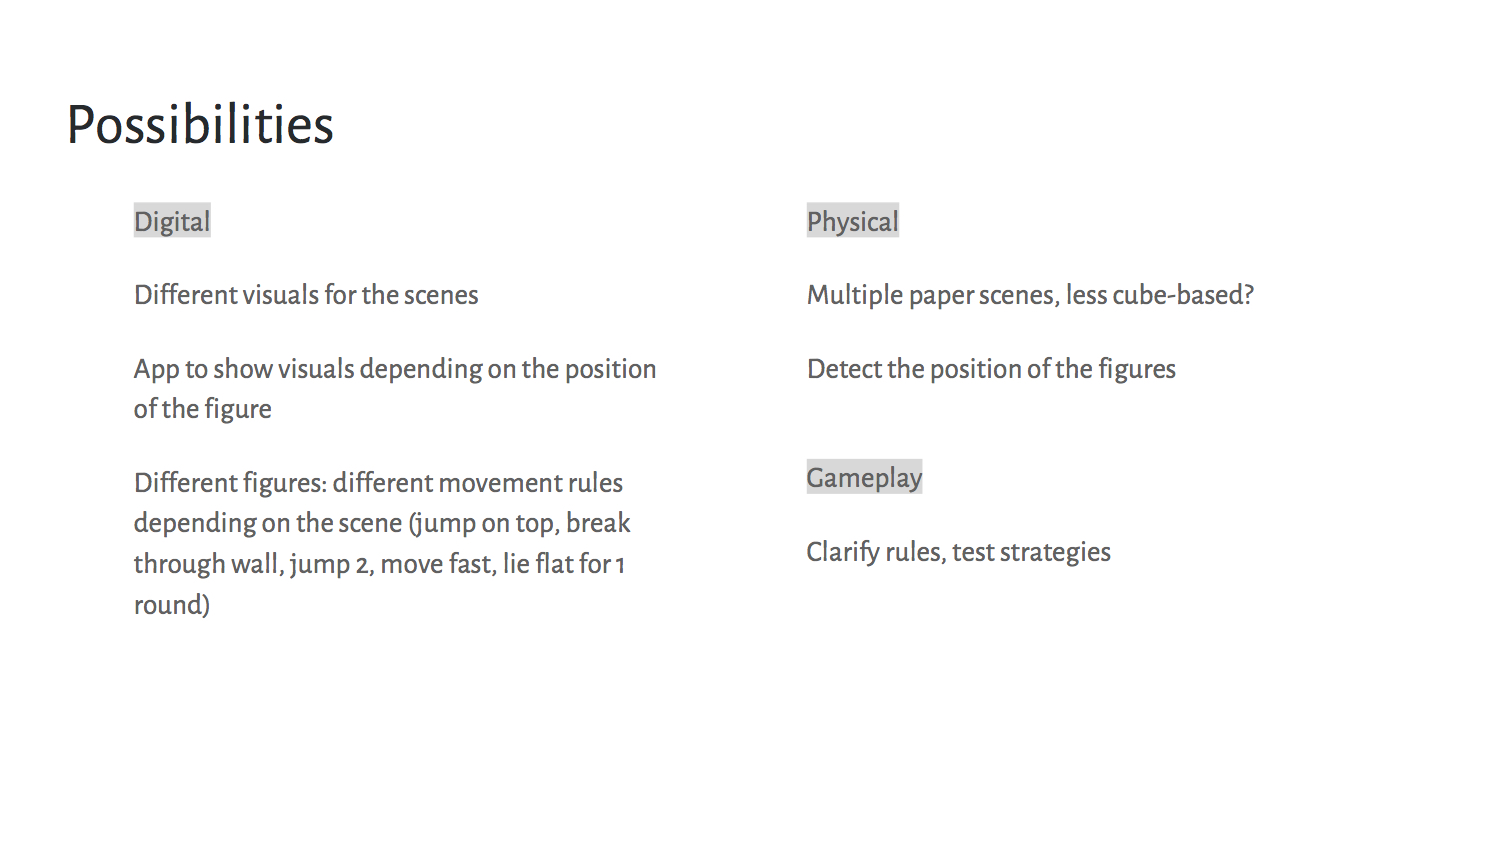 Possibilities
Digital
Different visuals for the scenes
App to show visuals depending on the position
of the figure
Different figures: different movement rules
depending on the scene (jump on top, break
through wall, jump 2, move fast, lie flat for 1
round)
Physical
Multiple paper scenes, less cube-based?
Detect the position of the figures
Gameplay
Clarify rules, test strategies